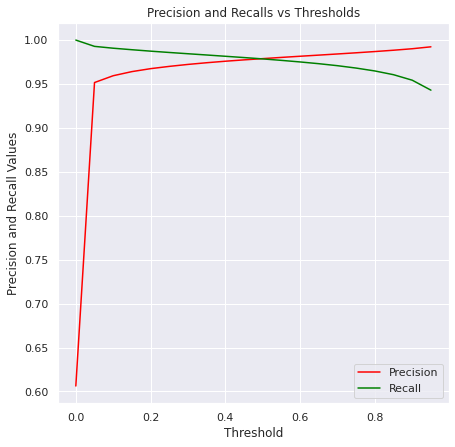 Precision and Recalls vs Thresholds
Precision and Recall Values
1.00
0.95
0.90
0.85
0.80
0.75
0.70
0.65
0.60
0.0 0.2 0.4 0.6 0.8
Threshold
Precision
Recall